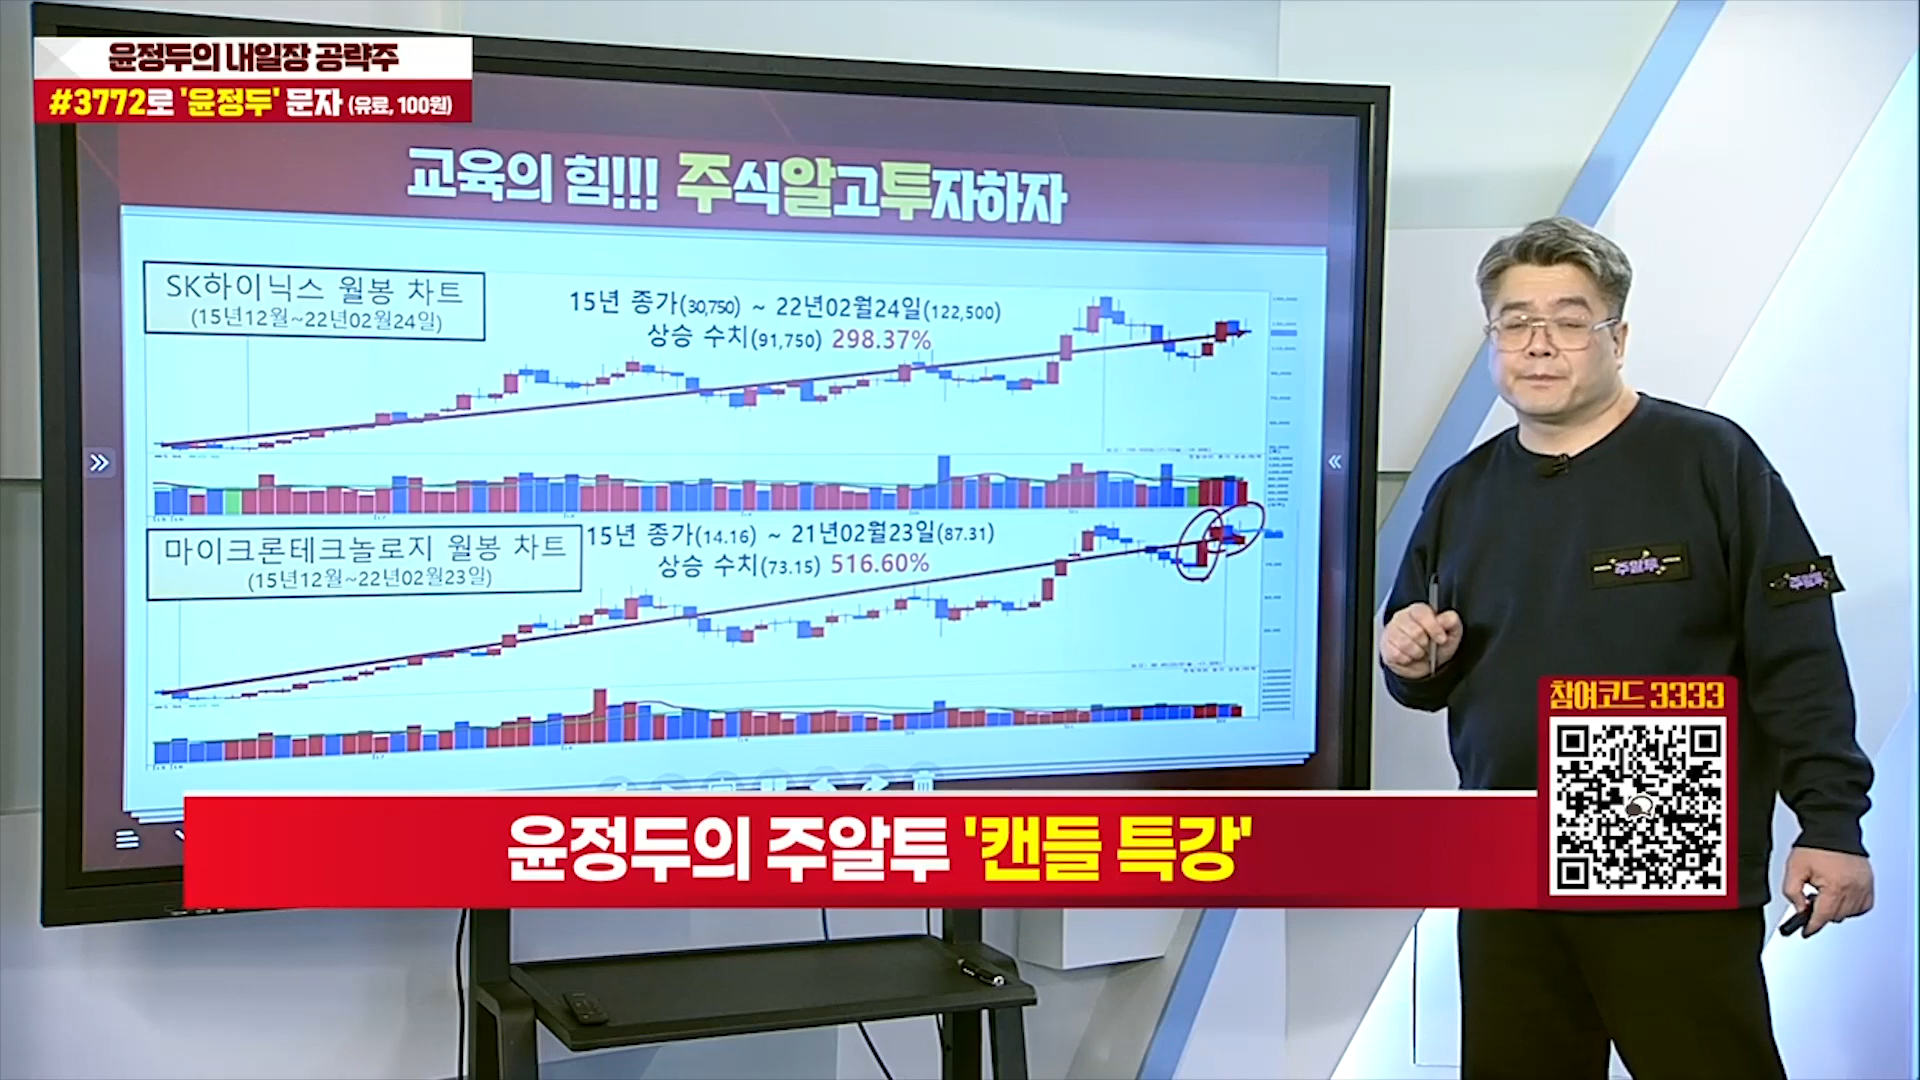 윤정두의 내일장 공략주
#3772로 '윤정두' 문자 (유료, 100원)
교육의 힘!!! 주식알고투자하자
SK하이닉스 월봉 차트
(15년12월~22년02월24일)
15년 종가(30,750) ~ 22년02월24일(122,500)
상승 수치(91,750) 298.37%
마이크론테크놀로지 월봉 차트
(15년12월~22년02월23일)
15년 종가(14.16) ~ 21년02월23일(87.31)
상승 수치(73.15) 516.60%
주알투
주알투
참여코드 3333
윤정두의 주알투 '캔들 특강'